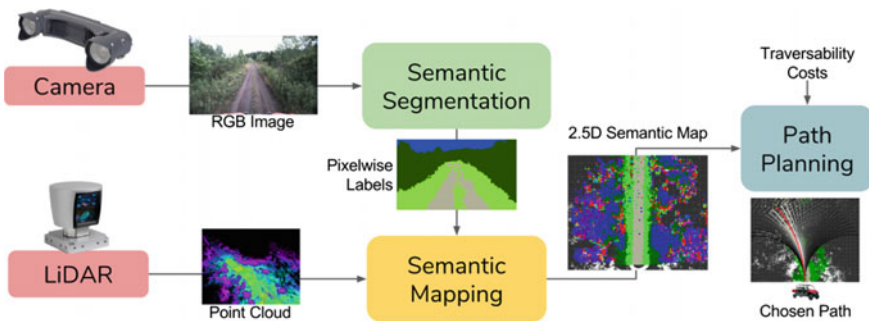 Camera
RGB Image
Semantic
Segmentation
Traversability
Costs
Pixelwise
Labels
2.5D Semantic Map
Path
Planning
LiDAR
Point Cloud
Semantic
Mapping
Chosen Path